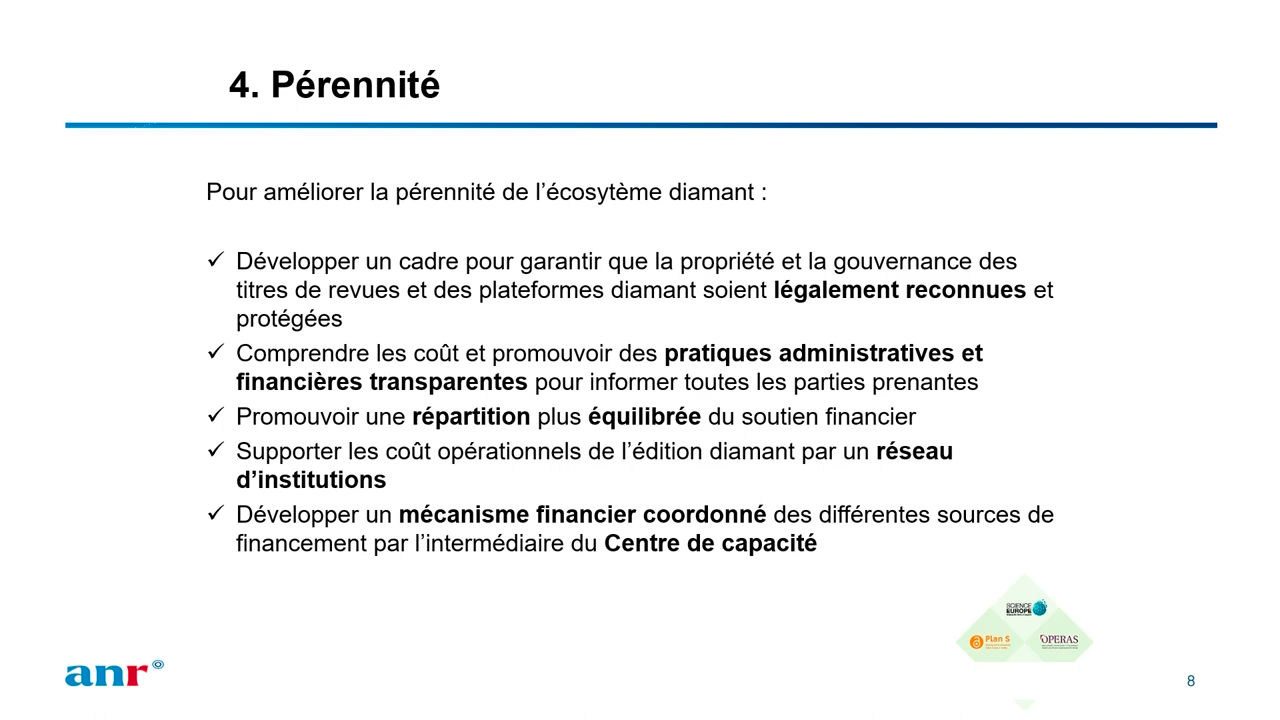 4. Pérennité
Pour améliorer la pérennité de l’écosytème diamant :
✓ Développer un cadre pour garantir que la propriété et la gouvernance des
titres de revues et des plateformes diamant soient légalement reconnues et
protégées
✓ Comprendre les coût et promouvoir des pratiques administratives et
financières transparentes pour informer toutes les parties prenantes
✓ Promouvoir une répartition plus équilibrée du soutien financier
✓ Supporter les coût opérationnels de l’édition diamant par un réseau
d’institutions
✓ Développer un mécanisme financier coordonné des différentes sources de
financement par l’intermédiaire du Centre de capacité
SCIENCE
EUROPE
Plan S
OPERAS
anr
8